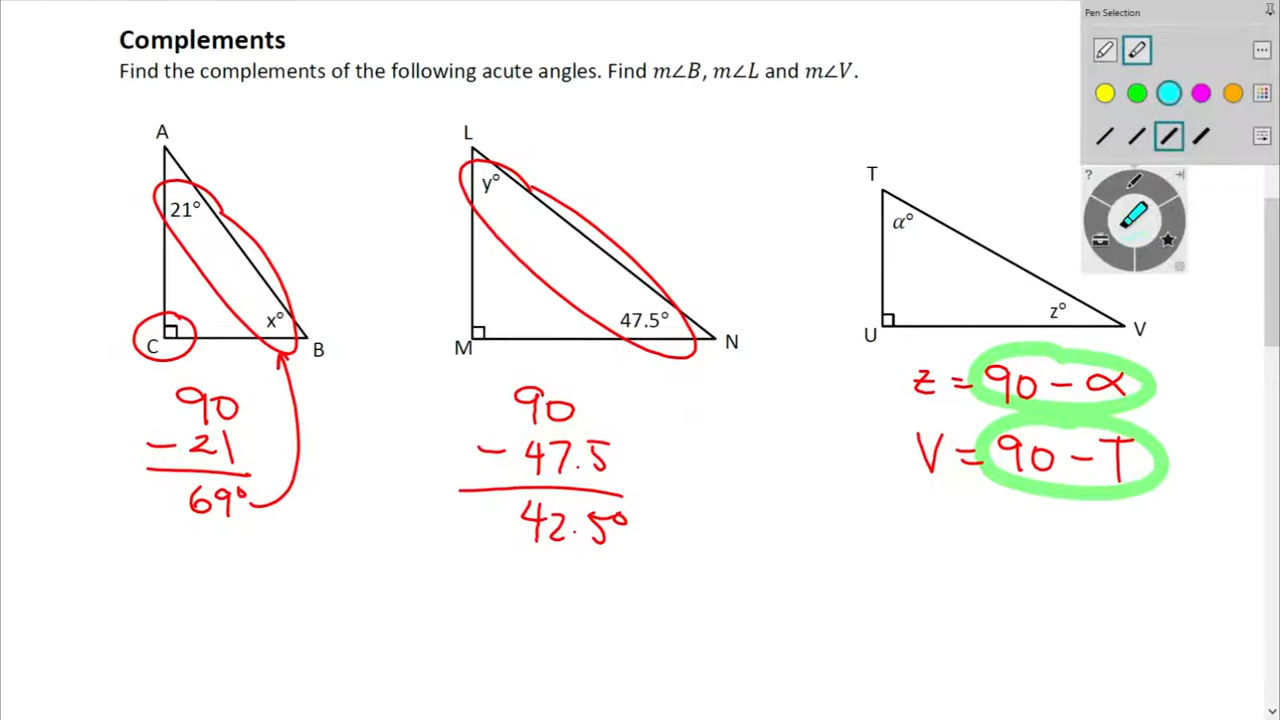 Complements
Find the complements of the following acute angles. Find m∠B, m∠L and m∠V.
Pen Selection
A
21°
x°
C
B
90
− 21
69°
L
y°
47.5°
M
N
90
− 47.5
42.5°
T
α°
z°
U
V
z = 90 − α
V = 90 − T
?